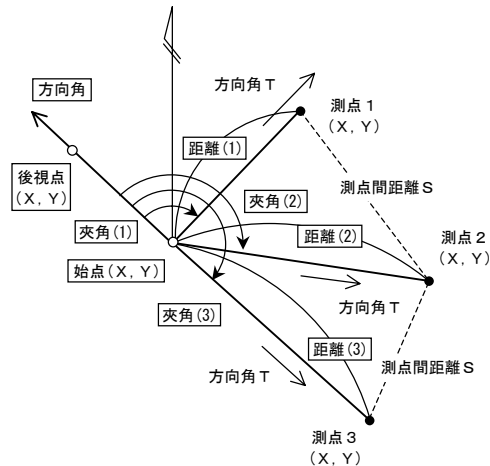 方向角
後視点
(X, Y)
夾角(1)
始点(X, Y)
方向角T
測点1
(X, Y)
距離(1)
夾角(2)
測点間距離S
距離(2)
測点2
(X, Y)
夾角(3)
方向角T
距離(3)
測点間距離S
方向角T
測点3
(X, Y)